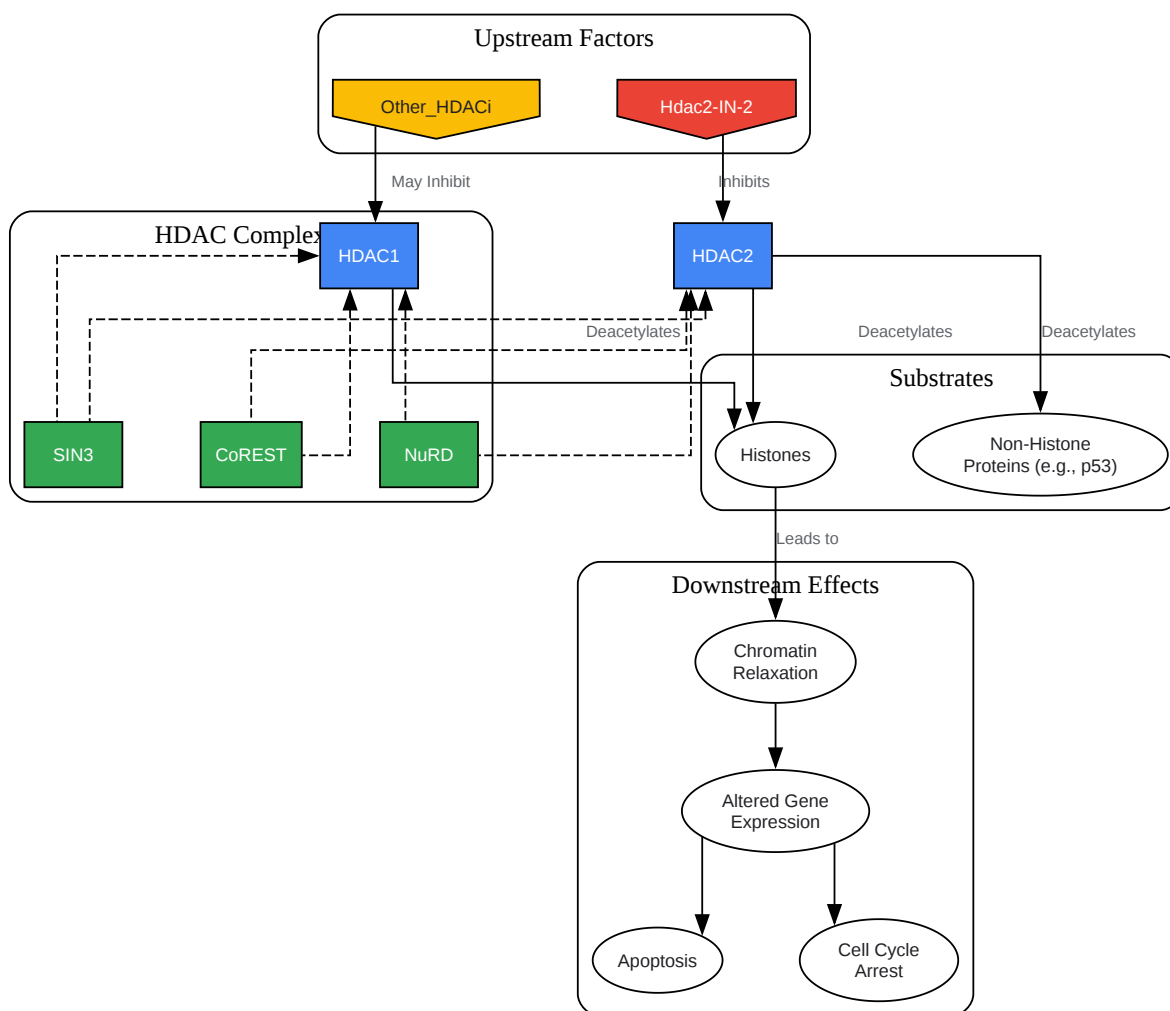 Upstream Factors
Other_HDACi
Hdac2-IN-2
May Inhibit
Inhibits
HDAC Complex
HDAC1
HDAC2
Deacetylates
Deacetylates
Deacetylates
Substrates
SIN3
CoREST
NuRD
Histones
Non-Histone
Proteins (e.g., p53)
Leads to
Downstream Effects
Chromatin
Relaxation
Altered Gene
Expression
Apoptosis
Cell Cycle
Arrest